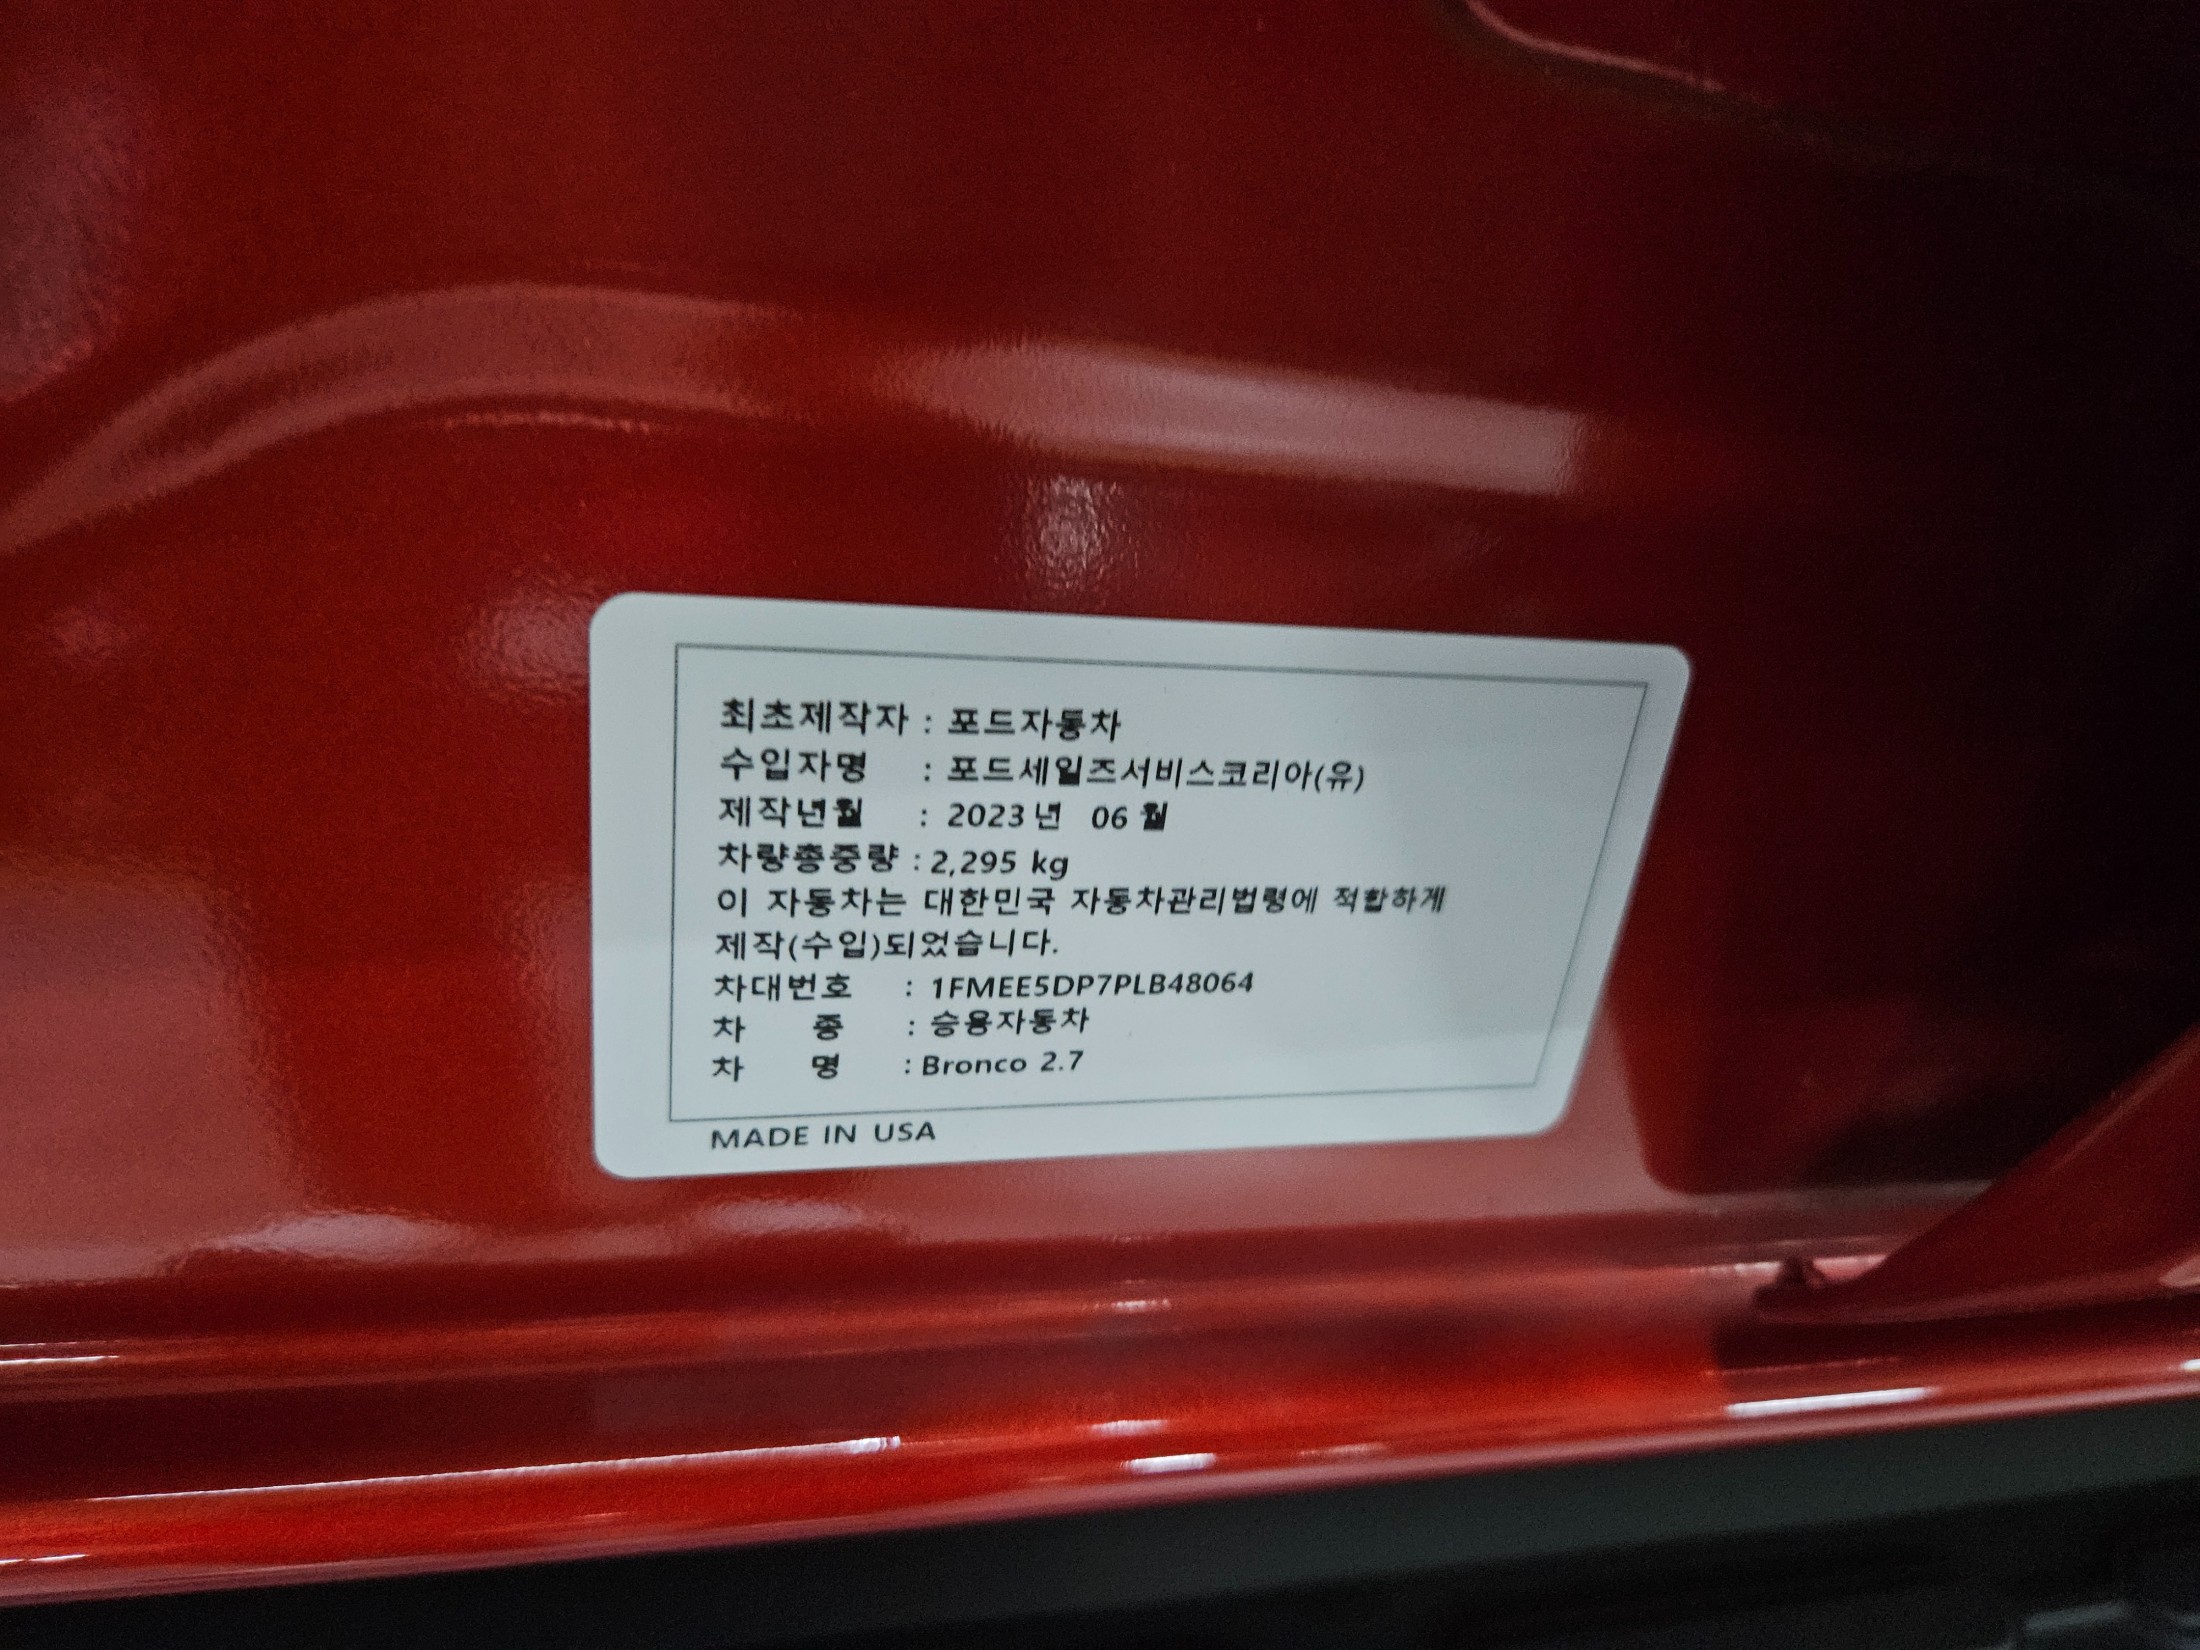 최초제작자 : 포드자동차
수입자명 : 포드세일즈서비스코리아(유)
제작년월 : 2023년 06월
차량총중량 : 2,295 kg
이 자동차는 대한민국 자동차관리법령에 적합하게
제작(수입)되었습니다.
차대번호 : 1FMEE5DP7PLB48064
차 종 : 승용자동차
차 명 : Bronco 2.7
MADE IN USA